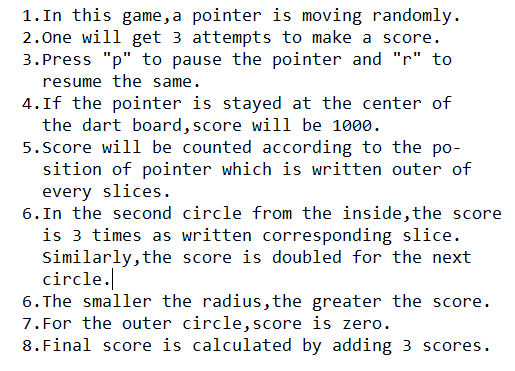 1.In this game,a pointer is moving randomly.
2.One will get 3 attempts to make a score.
3.Press "p" to pause the pointer and "r" to
resume the same.
4.If the pointer is stayed at the center of
the dart board,score will be 1000.
5.Score will be counted according to the po-
sition of pointer which is written outer of
every slices.
6.In the second circle from the inside,the score
is 3 times as written corresponding slice.
Similarly,the score is doubled for the next
circle.
6.The smaller the radius,the greater the score.
7.For the outer circle,score is zero.
8.Final score is calculated by adding 3 scores.